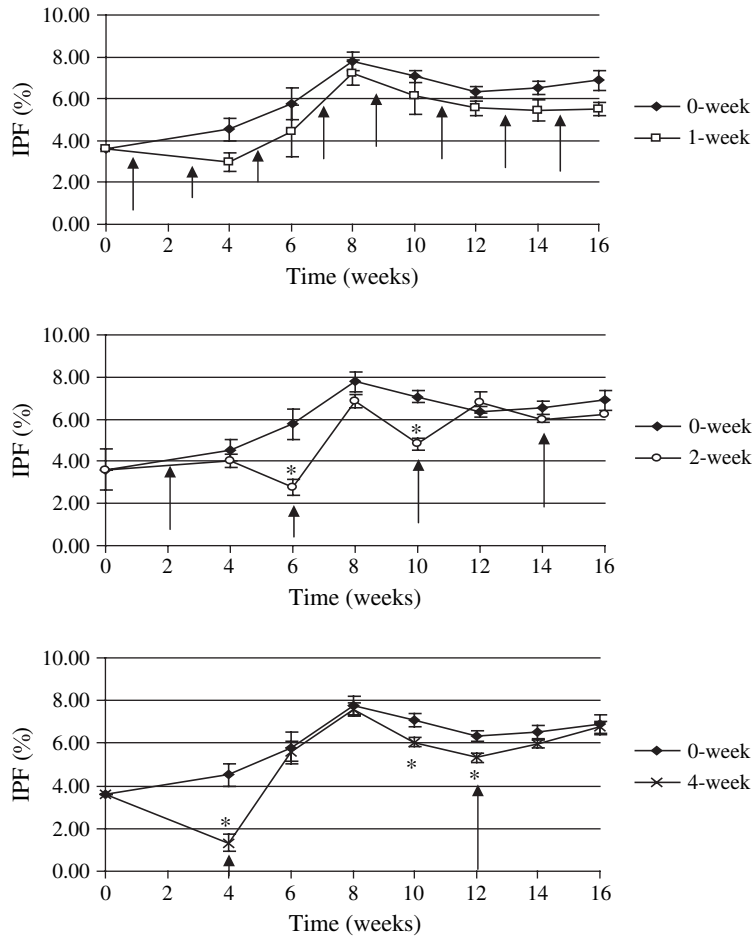 10.00
8.00
6.00
4.00
2.00
0.00
IPF (%)
0 2 4 6 8 10 12 14 16
Time (weeks)
0-week
1-week
10.00
8.00
6.00
4.00
2.00
0.00
IPF (%)
* *
0 2 4 6 8 10 12 14 16
Time (weeks)
0-week
2-week
10.00
8.00
6.00
4.00
2.00
0.00
IPF (%)
* * *
0 2 4 6 8 10 12 14 16
Time (weeks)
0-week
4-week